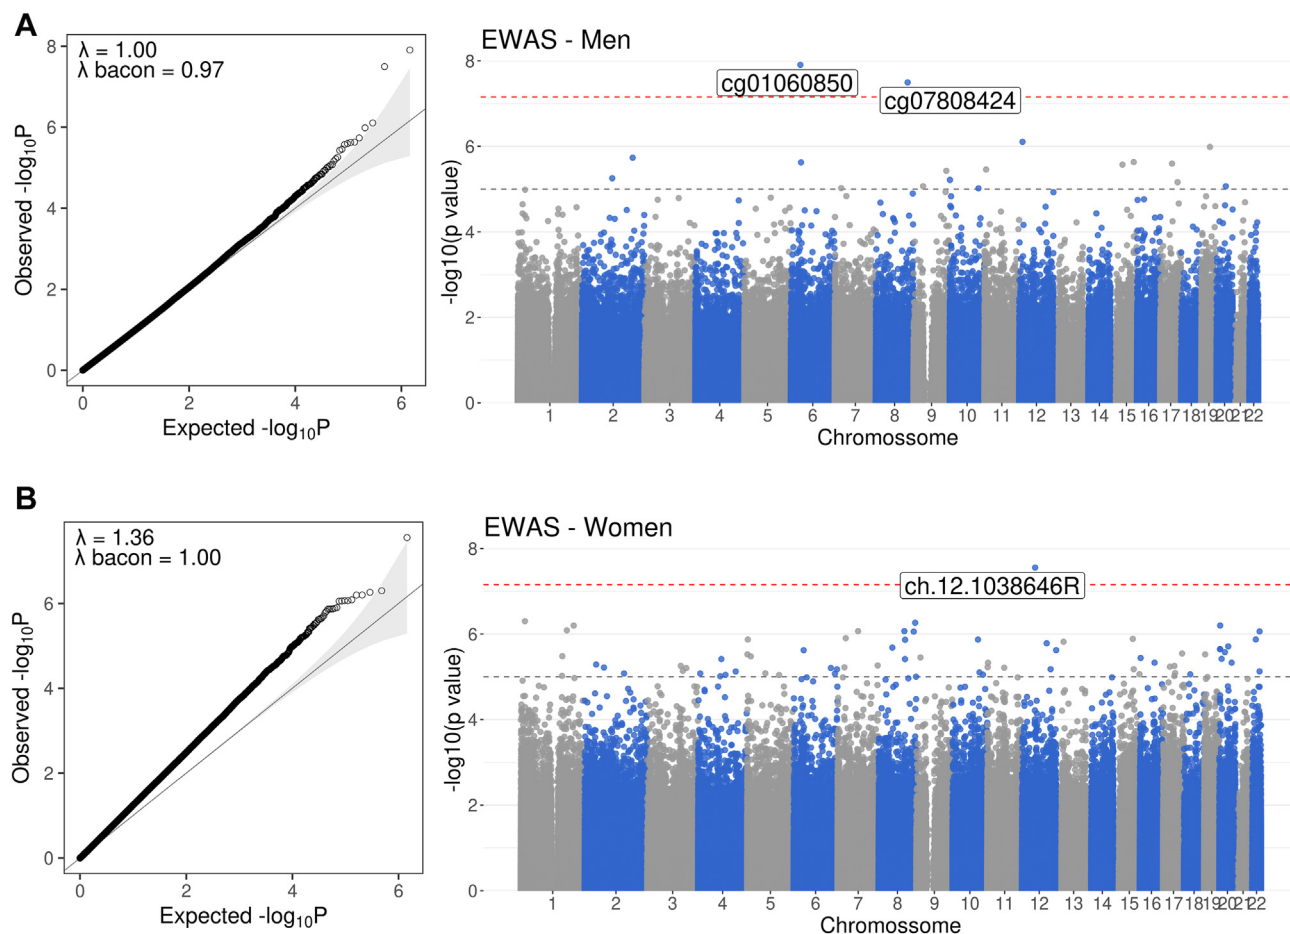 A
λ = 1.00
λ bacon = 0.97
8
6
4
2
0
Observed -log10P
0 2 4 6
Expected -log10P
EWAS - Men
cg01060850
cg07808424
8
6
4
2
0
-log10(p value)
1 2 3 4 5 6 7 8 9 10 11 12 13 14 15 16 17 18 19 20 21 22
Chromossome
B
λ = 1.36
λ bacon = 1.00
6
4
2
0
Observed -log10P
0 2 4 6
Expected -log10P
EWAS - Women
ch.12.1038646R
8
6
4
2
0
-log10(p value)
1 2 3 4 5 6 7 8 9 10 11 12 13 14 15 16 17 18 19 20 21 22
Chromossome